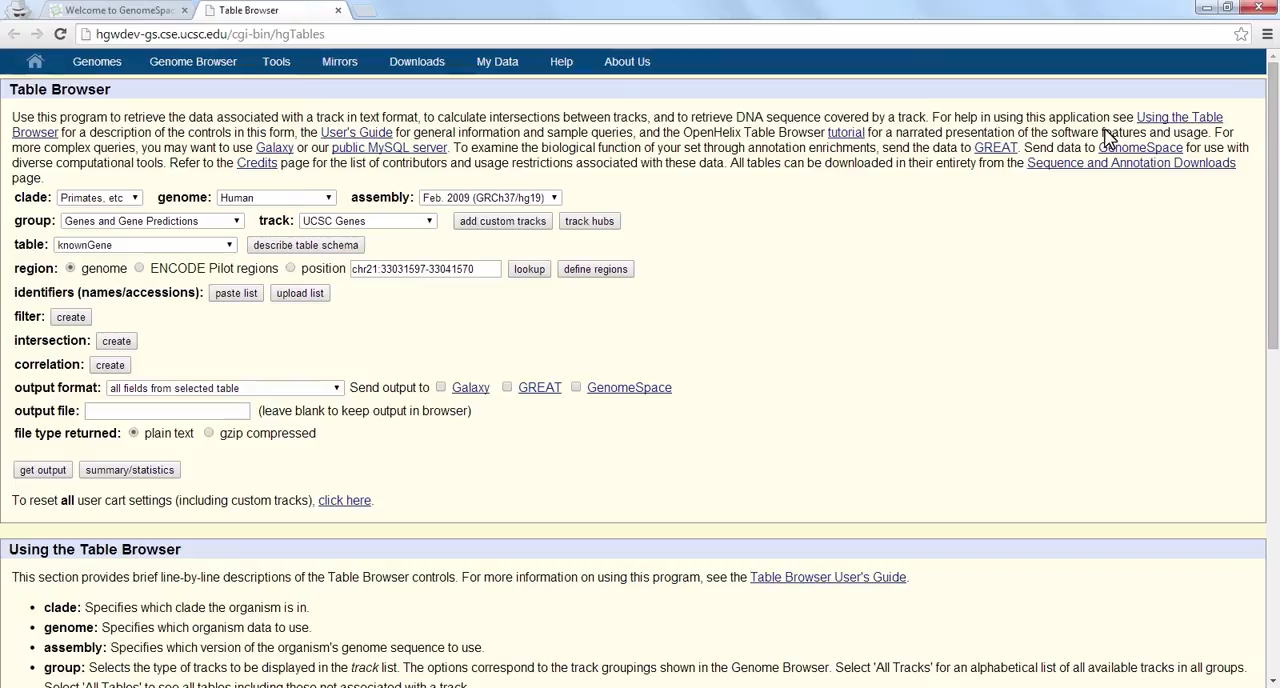 Welcome to GenomeSpac
Table Browser
hgwdev-gs.cse.ucsc.edu/cgi-bin/hgTables
Genomes Genome Browser Tools Mirrors Downloads My Data Help About Us
Table Browser
Use this program to retrieve the data associated with a track in text format, to calculate intersections between tracks, and to retrieve DNA sequence covered by a track. For help in using this application see Using the Table
Browser for a description of the controls in this form, the User's Guide for general information and sample queries, and the OpenHelix Table Browser tutorial for a narrated presentation of the software features and usage. For
more complex queries, you may want to use Galaxy or our public MySQL server. To examine the biological function of your set through annotation enrichments, send the data to GREAT. Send data to GenomeSpace for use with
diverse computational tools. Refer to the Credits page for the list of contributors and usage restrictions associated with these data. All tables can be downloaded in their entirety from the Sequence and Annotation Downloads
page.
clade: Primates, etc genome: Human assembly: Feb. 2009 (GRCh37/hg19)
group: Genes and Gene Predictions track: UCSC Genes add custom tracks track hubs
table: knownGene describe table schema
region: genome ENCODE Pilot regions position chr21:33031597-33041570 lookup define regions
identifiers (names/accessions): paste list upload list
filter: create
intersection: create
correlation: create
output format: all fields from selected table Send output to Galaxy GREAT GenomeSpace
output file: (leave blank to keep output in browser)
file type returned: plain text gzip compressed
get output summary/statistics
To reset all user cart settings (including custom tracks), click here.
Using the Table Browser
This section provides brief line-by-line descriptions of the Table Browser controls. For more information on using this program, see the Table Browser User's Guide.
• clade: Specifies which clade the organism is in.
• genome: Specifies which organism data to use.
• assembly: Specifies which version of the organism's genome sequence to use.
• group: Selects the type of tracks to be displayed in the track list. The options correspond to the track groupings shown in the Genome Browser. Select 'All Tracks' for an alphabetical list of all available tracks in all groups.
Select 'All Tables' to see all tables including those not associated with a track.